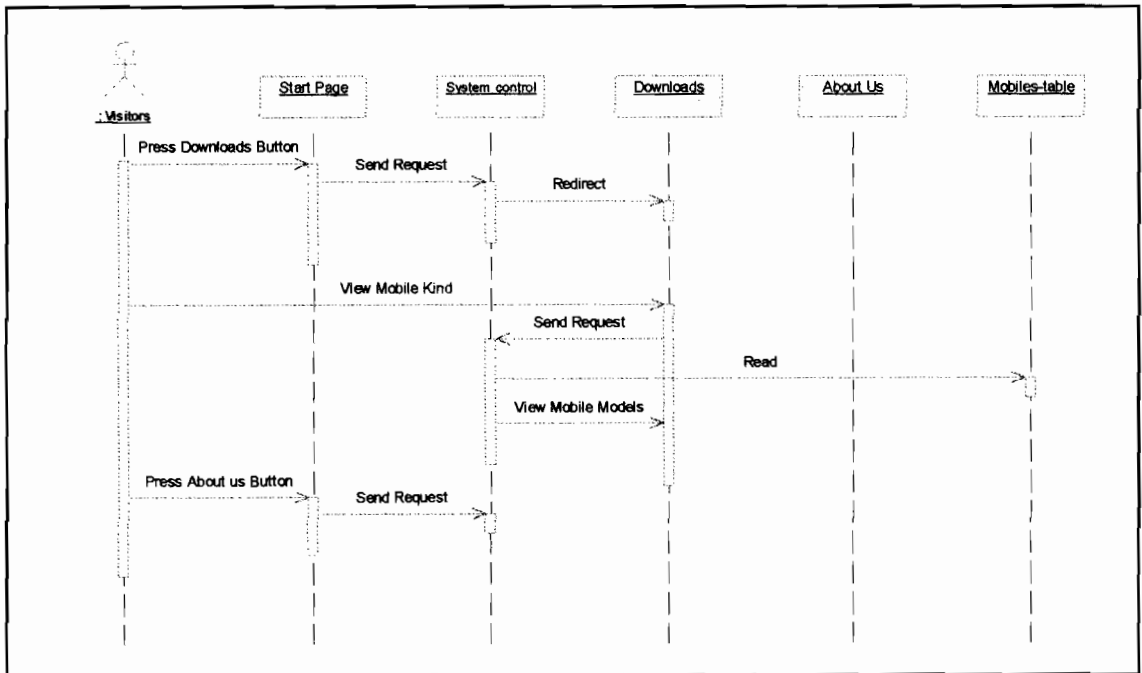 Start Page
System control
Downloads
About Us
Mobiles-table
: Visitors
Press Downloads Button
Send Request
Redirect
View Mobile Kind
Send Request
Read
View Mobile Models
Press About us Button
Send Request